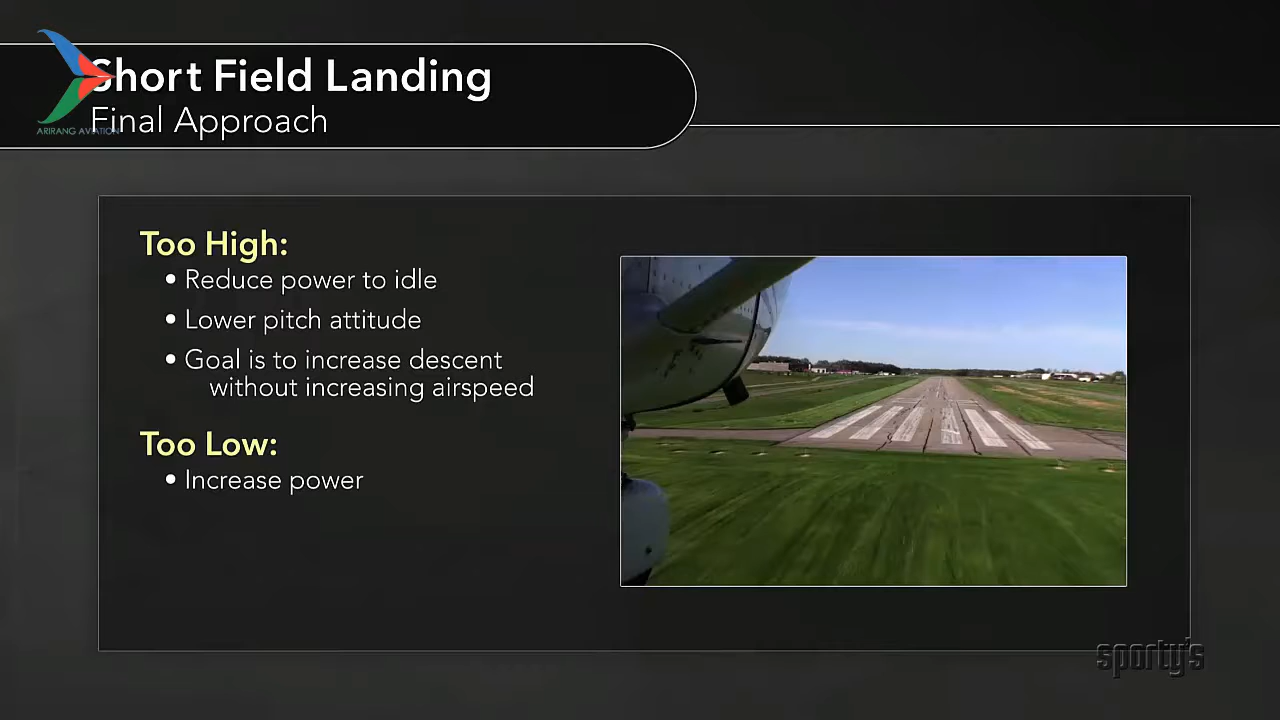 Short Field Landing
Final Approach
ARIRANG AVIATION
Too High:
• Reduce power to idle
• Lower pitch attitude
• Goal is to increase descent
without increasing airspeed
Too Low:
• Increase power
sporty's